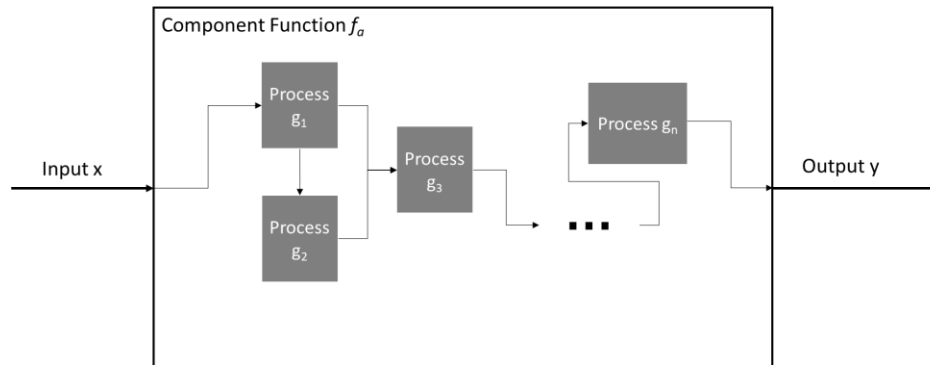 Component Function fₐ
Process
g₁
Process gₙ
Process
g₃
Input x
Output y
Process
g₂
...